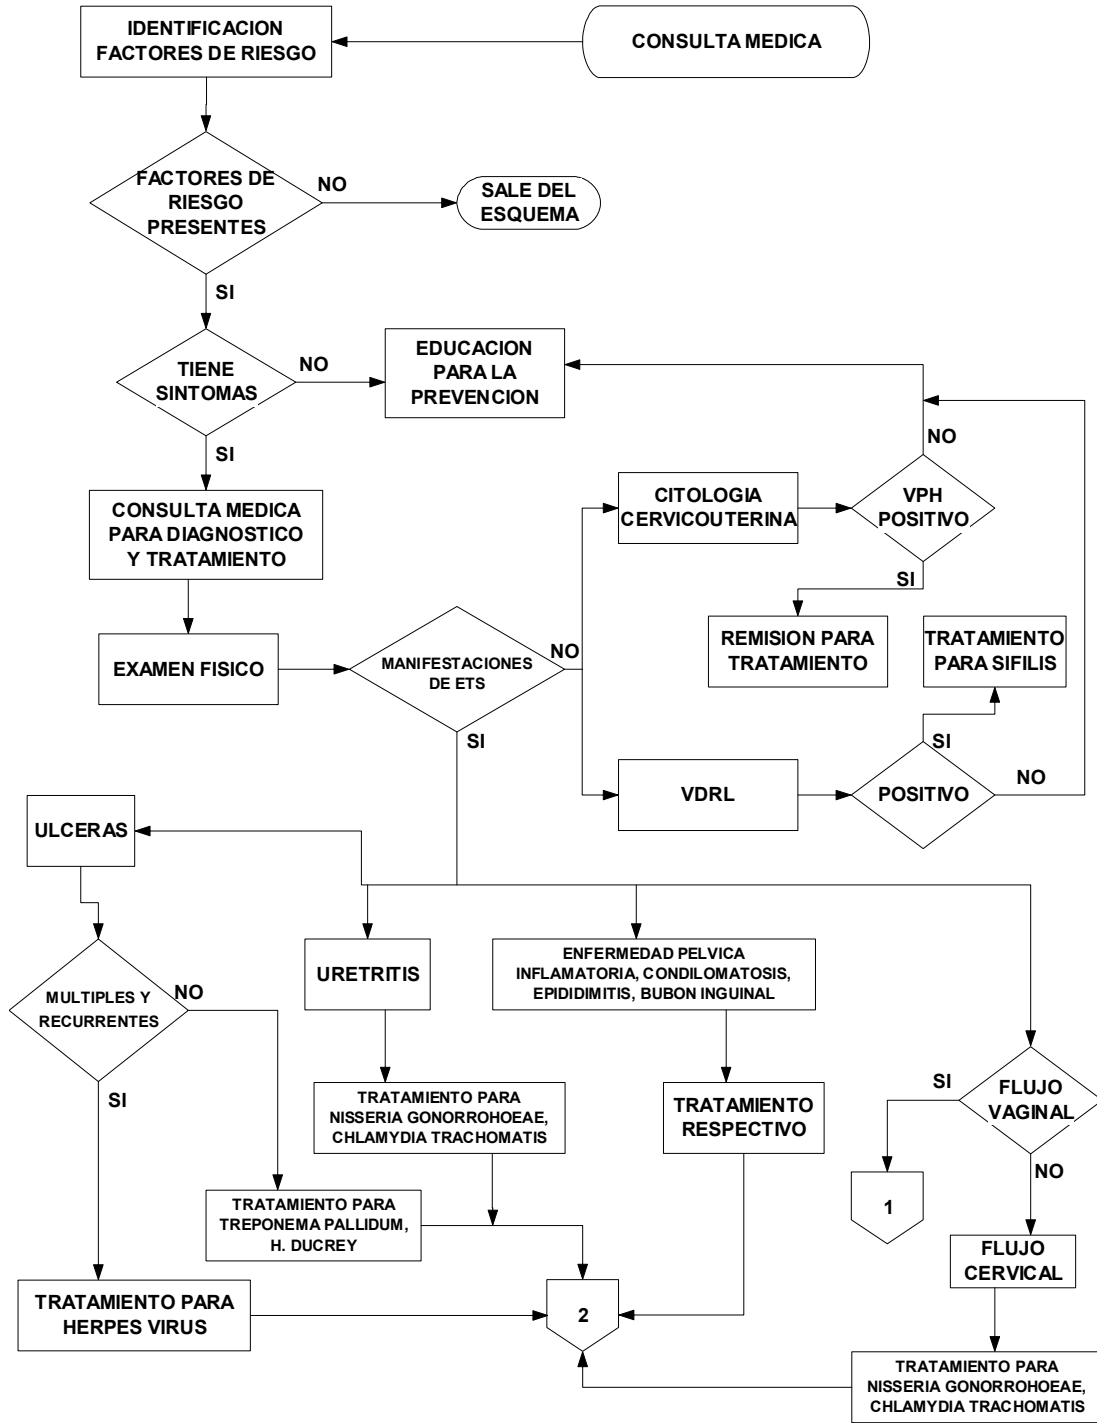 IDENTIFICACION
FACTORES DE RIESGO
CONSULTA MEDICA
FACTORES DE
RIESGO
PRESENTES
NO
SALE DEL
ESQUEMA
SI
TIENE
SINTOMAS
NO
EDUCACION
PARA LA
PREVENCION
SI
NO
CONSULTA MEDICA
PARA DIAGNOSTICO
Y TRATAMIENTO
CITOLOGIA
CERVICOUTERINA
VPH
POSITIVO
SI
EXAMEN FISICO
MANIFESTACIONES
DE ETS
NO
REMISION PARA
TRATAMIENTO
TRATAMIENTO
PARA SIFILIS
SI
SI
VDRL
POSITIVO
NO
ULCERAS
URETRITIS
ENFERMEDAD PELVICA
INFLAMATORIA, CONDILOMATOSIS,
EPIDIDIMITIS, BUBON INGUINAL
MULTIPLES Y
RECURRENTES
NO
SI
TRATAMIENTO PARA
NISSERIA GONORROHOEAE,
CHLAMYDIA TRACHOMATIS
TRATAMIENTO
RESPECTIVO
SI
FLUJO
VAGINAL
NO
1
TRATAMIENTO PARA
TREPONEMA PALLIDUM,
H. DUCREY
FLUJO
CERVICAL
TRATAMIENTO PARA
HERPES VIRUS
2
TRATAMIENTO PARA
NISSERIA GONORROHOEAE,
CHLAMYDIA TRACHOMATIS